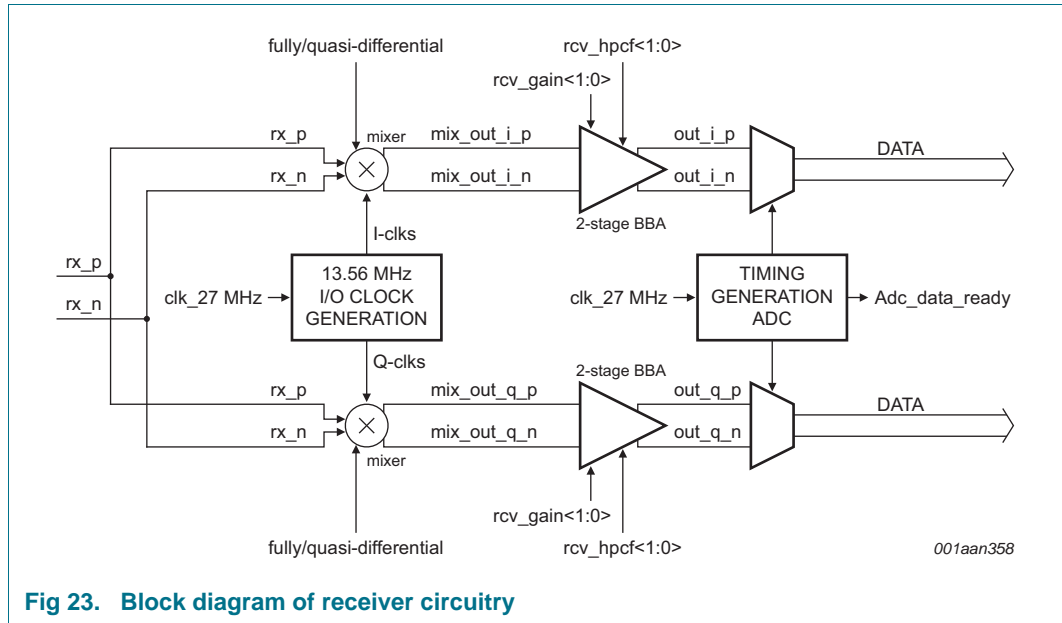 fully/quasi-differential
rcv_hpcf<1:0>
rcv_gain<1:0>
rx_p
mixer
mix_out_i_p
out_i_p
DATA
rx_n
mix_out_i_n
out_i_n
2-stage BBA
I-clks
rx_p
13.56 MHz
I/O CLOCK
GENERATION
clk_27 MHz
TIMING
GENERATION
ADC
clk_27 MHz
Adc_data_ready
rx_n
Q-clks
2-stage BBA
rx_p
mix_out_q_p
out_q_p
DATA
rx_n
mix_out_q_n
out_q_n
mixer
rcv_gain<1:0>
fully/quasi-differential
rcv_hpcf<1:0>
001aan358
Fig 23. Block diagram of receiver circuitry